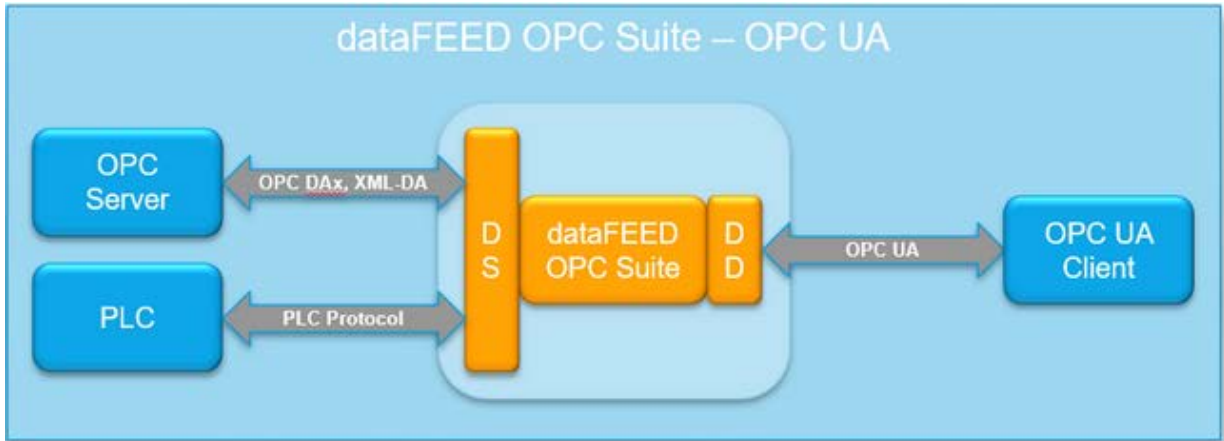 dataFEED OPC Suite – OPC UA
OPC
Server
OPC DAx, XML-DA
PLC
PLC Protocol
D
S
dataFEED
OPC Suite
D
D
OPC UA
OPC UA
Client